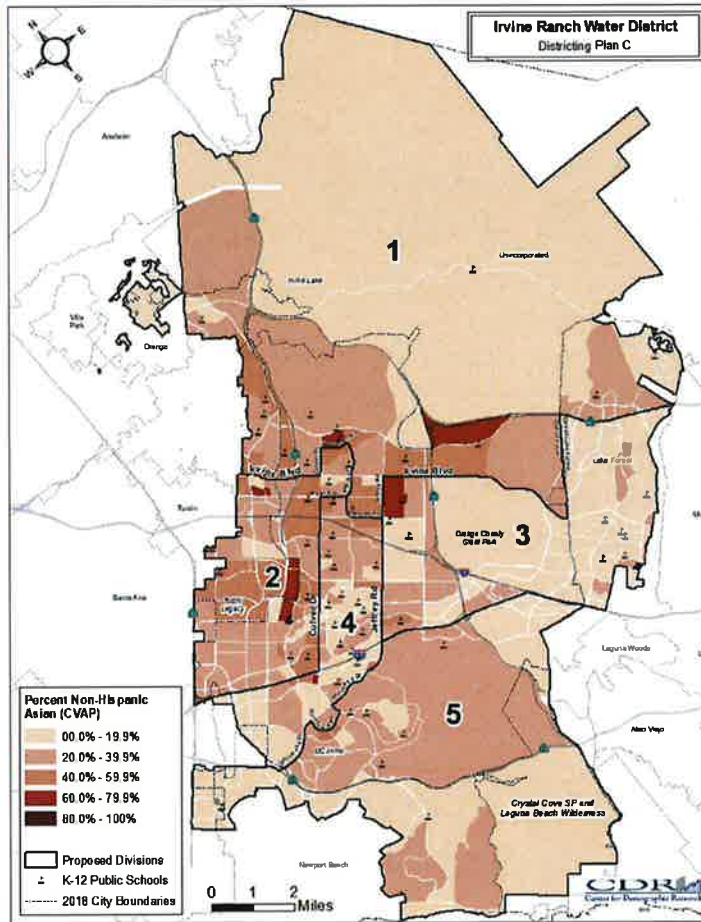 Irvine Ranch Water District
Districting Plan C
N
E
W
S
Anaheim
1
Unincorporated
Irvine Lake
Villa
Park
Orange
Irvine Blvd
Irvine Blvd
Lake Forest
Tustin
3
Orange County
Great Park
2
Santa Ana
Tustin
Legacy
Culver Dr
4
Jeffrey Rd
Laguna Woods
5
Aliso Viejo
UC Irvine
Crystal Cove SP and
Laguna Beach Wilderness
Newport Beach
Percent Non-Hispanic
Asian (CVAP)
00.0% - 19.9%
20.0% - 39.9%
40.0% - 59.9%
60.0% - 79.9%
80.0% - 100%
Proposed Divisions
K-12 Public Schools
2018 City Boundaries
0 1 2
Miles
CDR
Center for Demographic Research